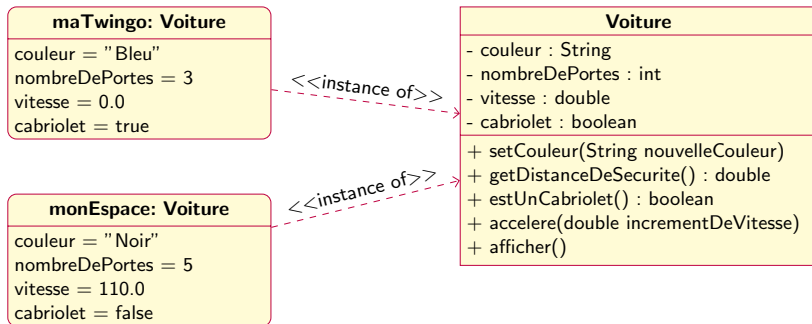 maTwingo: Voiture
couleur = "Bleu"
nombreDePortes = 3
vitesse = 0.0
cabriolet = true
<<instance of>>
Voiture
- couleur : String
- nombreDePortes : int
- vitesse : double
- cabriolet : boolean
+ setCouleur(String nouvelleCouleur)
+ getDistanceDeSecurite() : double
+ estUnCabriolet() : boolean
+ accelere(double incrementDeVitesse)
+ afficher()
<<instance of>>
monEspace: Voiture
couleur = "Noir"
nombreDePortes = 5
vitesse = 110.0
cabriolet = false